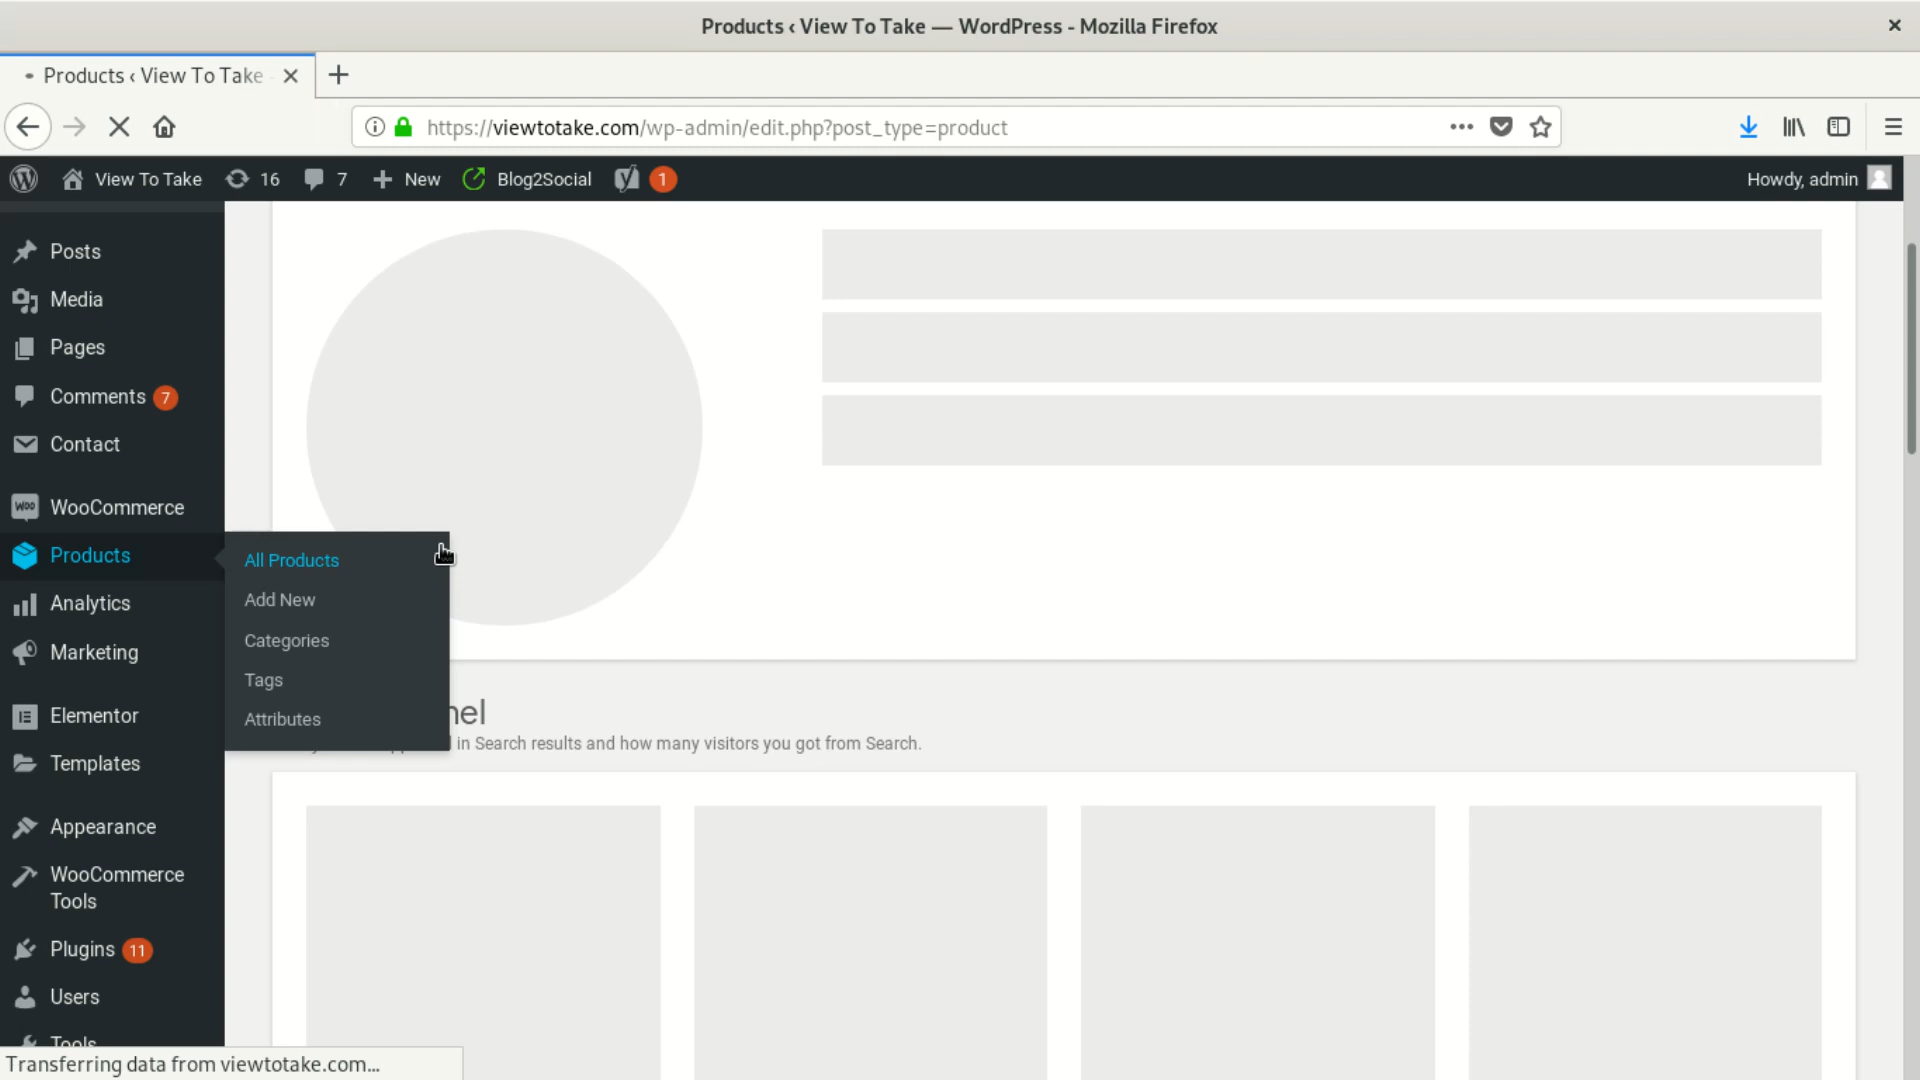 Products ‹ View To Take — WordPress - Mozilla Firefox
Products ‹ View To Take
https://viewtotake.com/wp-admin/edit.php?post_type=product
View To Take 16 7 New Blog2Social 1 Howdy, admin
Posts
Media
Pages
Comments 7
Contact
WooCommerce
Products
All Products
Add New
Categories
Tags
Attributes
Analytics
Marketing
in Search results and how many visitors you got from Search.
Elementor
Templates
Appearance
WooCommerce
Tools
Plugins 11
Users
Tools
Transferring data from viewtotake.com...